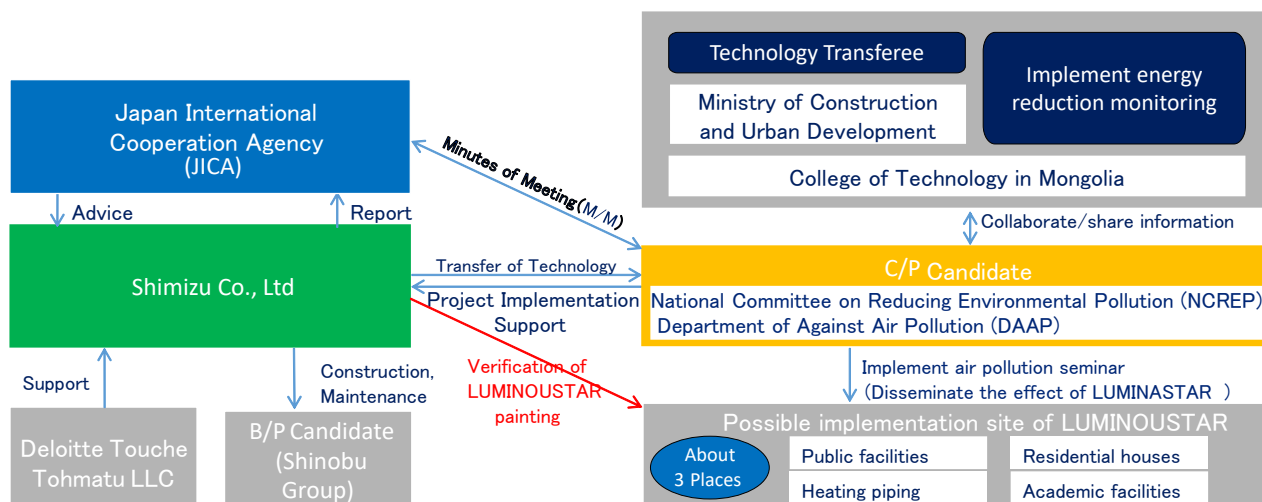 Technology Transferee
Implement energy
reduction monitoring
Ministry of Construction
and Urban Development
College of Technology in Mongolia
Japan International
Cooperation Agency
(JICA)
Minutes of Meeting(M/M)
Advice
Report
Collaborate/share information
Shimizu Co., Ltd
Transfer of Technology
Project Implementation
Support
C/P Candidate
National Committee on Reducing Environmental Pollution (NCREP)
Department of Against Air Pollution (DAAP)
Support
Construction,
Maintenance
Verification of
LUMINOUSTAR
painting
Implement air pollution seminar
(Disseminate the effect of LUMINASTAR )
Deloitte Touche
Tohmatu LLC
B/P Candidate
(Shinobu
Group)
Possible implementation site of LUMINOUSTAR
About
3 Places
Public facilities
Residential houses
Heating piping
Academic facilities